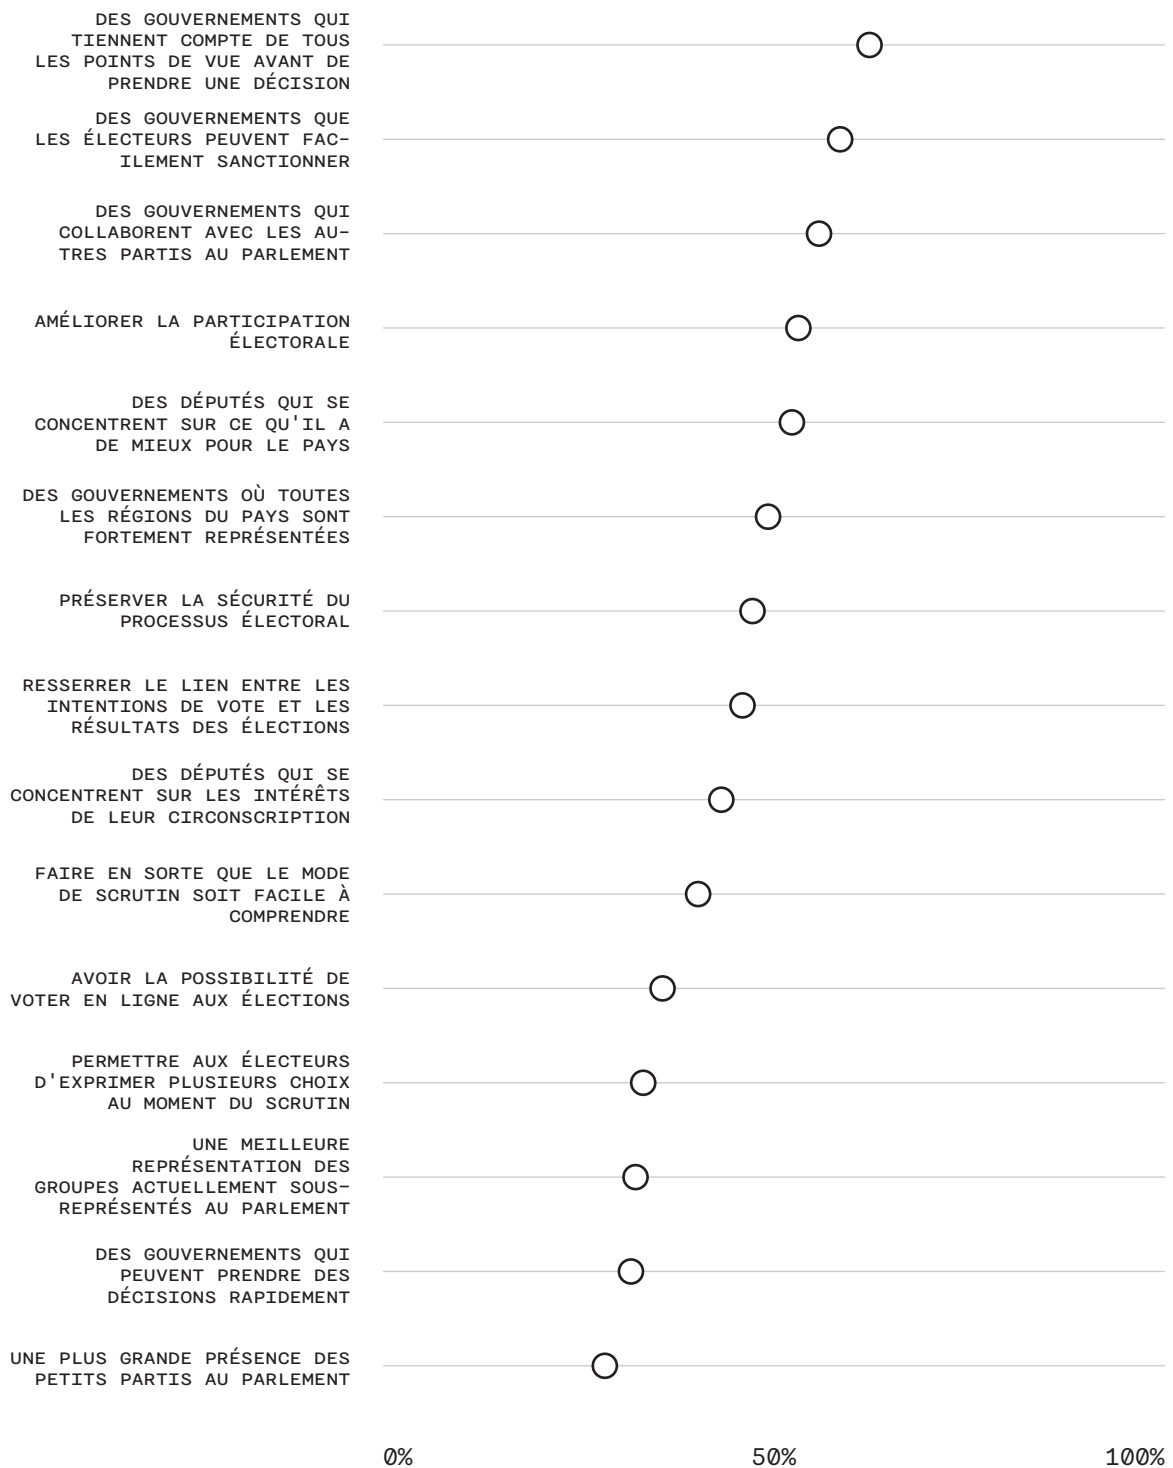 DES GOUVERNEMENTS QUI
TIENNENT COMPTE DE TOUS
LES POINTS DE VUE AVANT DE
PRENDRE UNE DÉCISION
DES GOUVERNEMENTS QUE
LES ÉLECTEURS PEUVENT FAC-
ILEMENT SANCTIONNER
DES GOUVERNEMENTS QUI
COLLABORENT AVEC LES AU-
TRES PARTIS AU PARLEMENT
AMÉLIORER LA PARTICIPATION
ÉLECTORALE
DES DÉPUTÉS QUI SE
CONCENTRENT SUR CE QU'IL A
DE MIEUX POUR LE PAYS
DES GOUVERNEMENTS OÙ TOUTES
LES RÉGIONS DU PAYS SONT
FORTEMENT REPRÉSENTÉES
PRÉSERVER LA SÉCURITÉ DU
PROCESSUS ÉLECTORAL
RESSERRER LE LIEN ENTRE LES
INTENTIONS DE VOTE ET LES
RÉSULTATS DES ÉLECTIONS
DES DÉPUTÉS QUI SE
CONCENTRENT SUR LES INTÉRÊTS
DE LEUR CIRCONSCRIPTION
FAIRE EN SORTE QUE LE MODE
DE SCRUTIN SOIT FACILE À
COMPRENDRE
AVOIR LA POSSIBILITÉ DE
VOTER EN LIGNE AUX ÉLECTIONS
PERMETTRE AUX ÉLECTEURS
D'EXPRIMER PLUSIEURS CHOIX
AU MOMENT DU SCRUTIN
UNE MEILLEURE
REPRÉSENTATION DES
GROUPES ACTUELLEMENT SOUS-
REPRÉSENTÉS AU PARLEMENT
DES GOUVERNEMENTS QUI
PEUVENT PRENDRE DES
DÉCISIONS RAPIDEMENT
UNE PLUS GRANDE PRÉSENCE DES
PETITS PARTIS AU PARLEMENT
0% 50% 100%